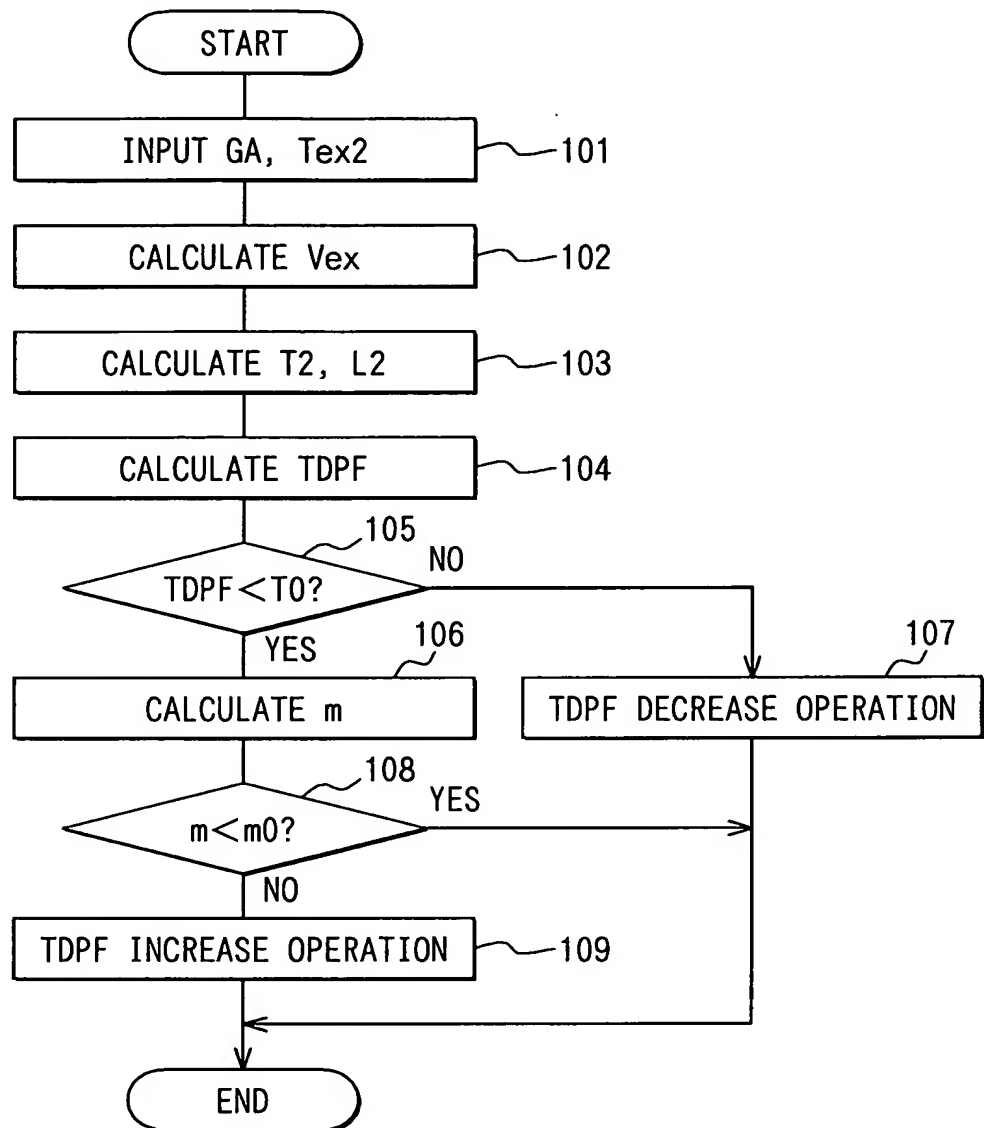 START
INPUT GA, Tex2
101
CALCULATE Vex
102
CALCULATE T2, L2
103
CALCULATE TDPF
104
105
TDPF<T0?
NO
YES
106
CALCULATE m
107
TDPF DECREASE OPERATION
108
m<m0?
YES
NO
TDPF INCREASE OPERATION
109
END